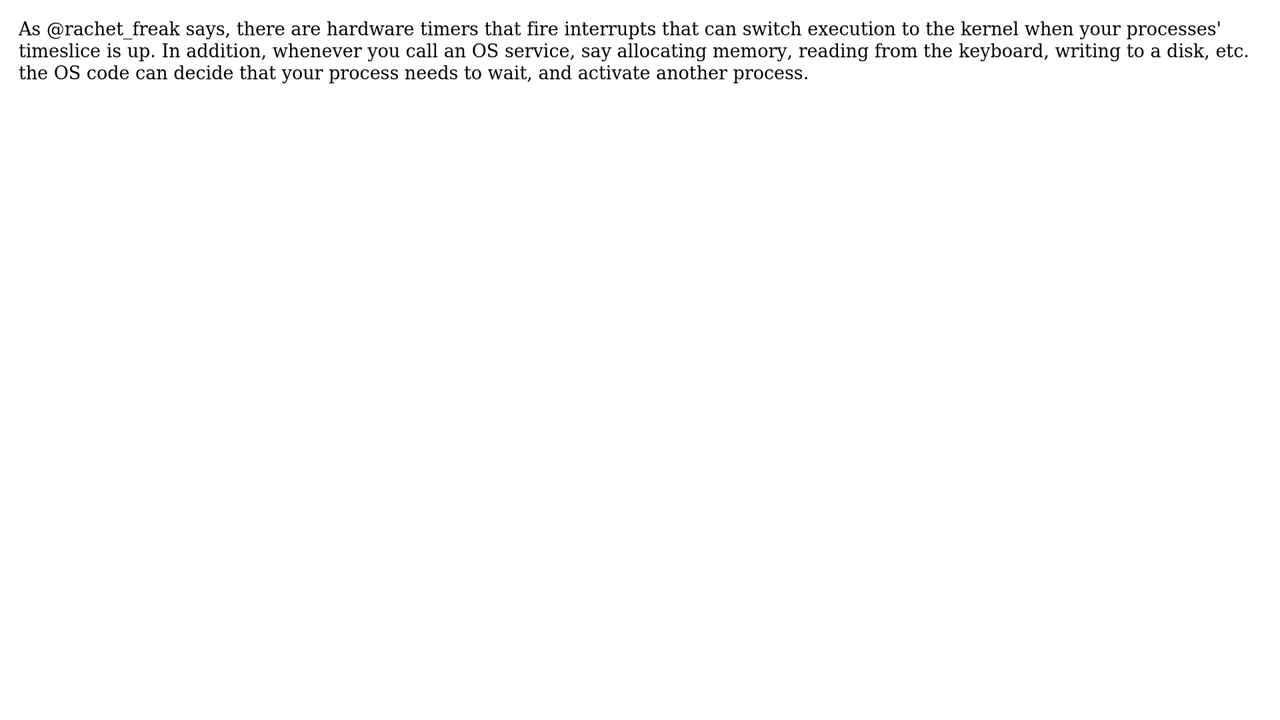 As @rachet_freak says, there are hardware timers that fire interrupts that can switch execution to the kernel when your processes'
timeslice is up. In addition, whenever you call an OS service, say allocating memory, reading from the keyboard, writing to a disk, etc.
the OS code can decide that your process needs to wait, and activate another process.